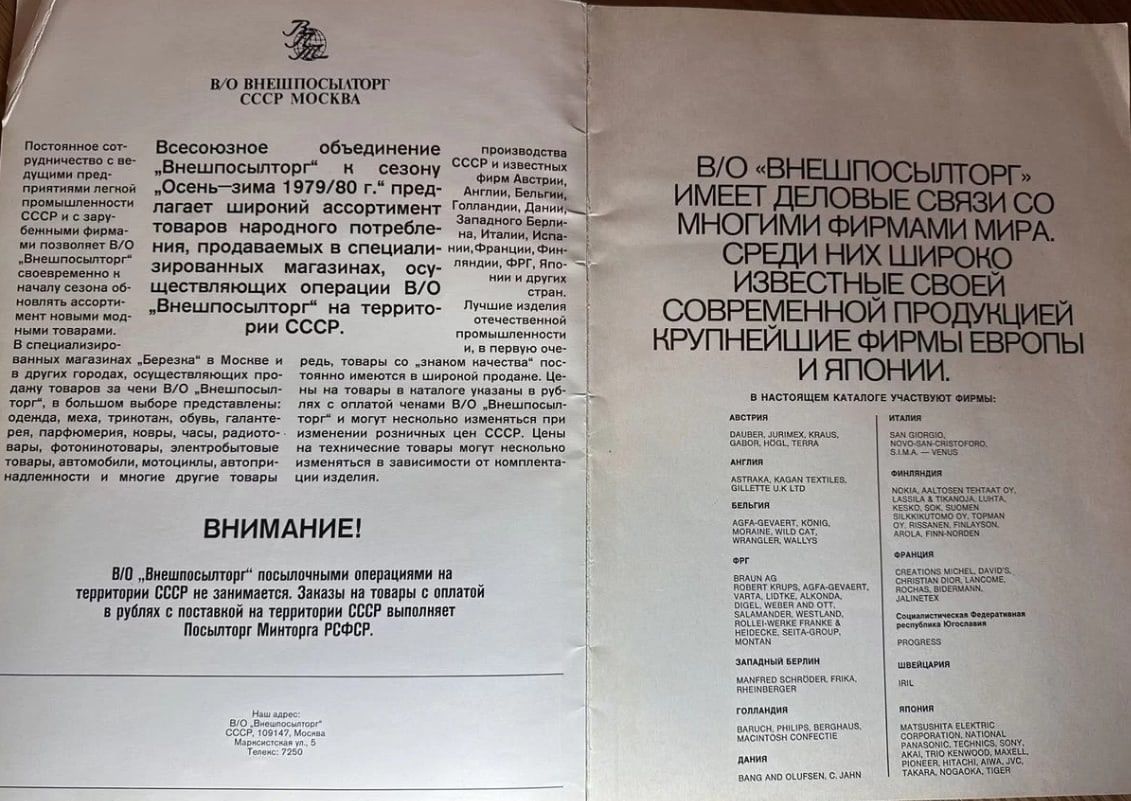 ВПТ
В/О ВНЕШПОСЫЛТОРГ
СССР МОСКВА
Постоянное сот-
рудничество с ве-
дущими пред-
приятиями легкой
промышленности
СССР и с зару-
бежными фирма-
ми позволяет В/О
„Внешпосылторг“
своевременно к
началу сезона об-
новлять ассорти-
мент новыми мод-
ными товарами.
В специализиро-
ванных магазинах „Березка“ в Москве и
в других городах, осуществляющих про-
дажу товаров за чеки В/О „Внешпосыл-
торг“, в большом выборе представлены:
одежда, меха, трикотаж, обувь, галанте-
рея, парфюмерия, ковры, часы, радиото-
вары, фотокинотовары, электробытовые
товары, автомобили, мотоциклы, автопри-
надлежности и многие другие товары
Всесоюзное объединение
„Внешпосылторг“ к сезону
„Осень—зима 1979/80 г.“ пред-
лагает широкий ассортимент
товаров народного потребле-
ния, продаваемых в специали-
зированных магазинах, осу-
ществляющих операции В/О
„Внешпосылторг“ на террито-
рии СССР.
производства
СССР и известных
фирм Австрии,
Англии, Бельгии,
Голландии, Дании,
Западного Берли-
на, Италии, Испа-
нии, Франции, Фин-
ляндии, ФРГ, Япо-
нии и других
стран.
Лучшие изделия
отечественной
промышленности
и, в первую оче-
редь, товары со „знаком качества“ пос-
тоянно имеются в широкой продаже. Це-
ны на товары в каталоге указаны в руб-
лях с оплатой чеками В/О „Внешпосыл-
торг“ и могут несколько изменяться при
изменении розничных цен СССР. Цены
на технические товары могут несколько
изменяться в зависимости от комплекта-
ции изделия.
ВНИМАНИЕ!
В/О „Внешпосылторг“ посылочными операциями на
территории СССР не занимается. Заказы на товары с оплатой
в рублях с поставкой на территории СССР выполняет
Посылторг Минторга РСФСР.
Наш адрес:
В/О „Внешпосылторг“
СССР, 109147, Москва
Марксистская ул., 5
Телекс: 7250
В/О «ВНЕШПОСЫЛТОРГ»
ИМЕЕТ ДЕЛОВЫЕ СВЯЗИ СО
МНОГИМИ ФИРМАМИ МИРА.
СРЕДИ НИХ ШИРОКО
ИЗВЕСТНЫЕ СВОЕЙ
СОВРЕМЕННОЙ ПРОДУКЦИЕЙ
КРУПНЕЙШИЕ ФИРМЫ ЕВРОПЫ
И ЯПОНИИ.
В НАСТОЯЩЕМ КАТАЛОГЕ УЧАСТВУЮТ ФИРМЫ:
АВСТРИЯ
DAUBER, JURIMEX, KRAUS,
GABOR, HÖGL, TERRA
АНГЛИЯ
ASTRAKA, KAGAN TEXTILES,
GILLETTE U.K LTD
БЕЛЬГИЯ
AGFA-GEVAERT, KÖNIG,
MORAINE, WILD CAT,
WRANGLER, WALLYS
ФРГ
BRAUN AG
ROBERT KRUPS, AGFA-GEVAERT,
VARTA, LIDTKE, ALKONDA,
DIGEL, WEBER AND OTT,
SALAMANDER, WESTLAND,
ROLLEI-WERKE FRANKE &
HEIDECKE, SEITA-GROUP,
MONTAN
ЗАПАДНЫЙ БЕРЛИН
MANFRED SCHRÖDER, FRIKA,
RHEINBERGER
ГОЛЛАНДИЯ
BARUCH, PHILIPS, BERGHAUS,
MACINTOSH CONFECTIE
ДАНИЯ
BANG AND OLUFSEN, C. JAHN
ИТАЛИЯ
SAN GIORGIO,
NOVO-SAN-CRISTOFORO,
S.I.M.A. — VENUS
ФИНЛЯНДИЯ
NOKIA, AALTOSEN TEHTAAT OY,
LASSILA & TIKANOJA, LUHTA,
KESKO, SOK, SUOMEN
SILKKIKUTOMO OY, TOPMAN
OY, RISSANEN, FINLAYSON,
AROLA, FINN-NORDEN
ФРАНЦИЯ
CREATIONS MICHEL, DAVID'S,
CHRISTIAN DIOR, LANCOME,
ROCHAS, BIDERMANN,
JALINETEX
Социалистическая Федеративная
республика Югославия
PROGRESS
ШВЕЙЦАРИЯ
IRIL
ЯПОНИЯ
MATSUSHITA ELEKTRIC
CORPORATION, NATIONAL
PANASONIC, TECHNICS, SONY,
AKAI, TRIO KENWOOD, MAXELL,
PIONEER, HITACHI, AIWA, JVC,
TAKARA, NOGAOKA, TIGER